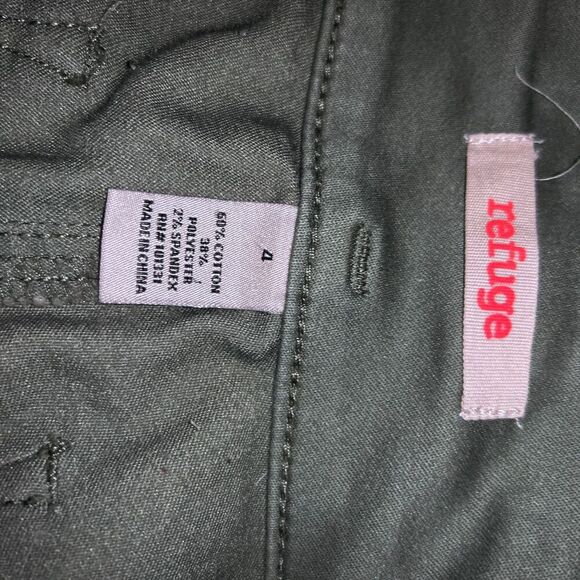 4
60% COTTON
38%
POLYESTER
2% SPANDEX
RN#101331
MADE IN CHINA
refuge